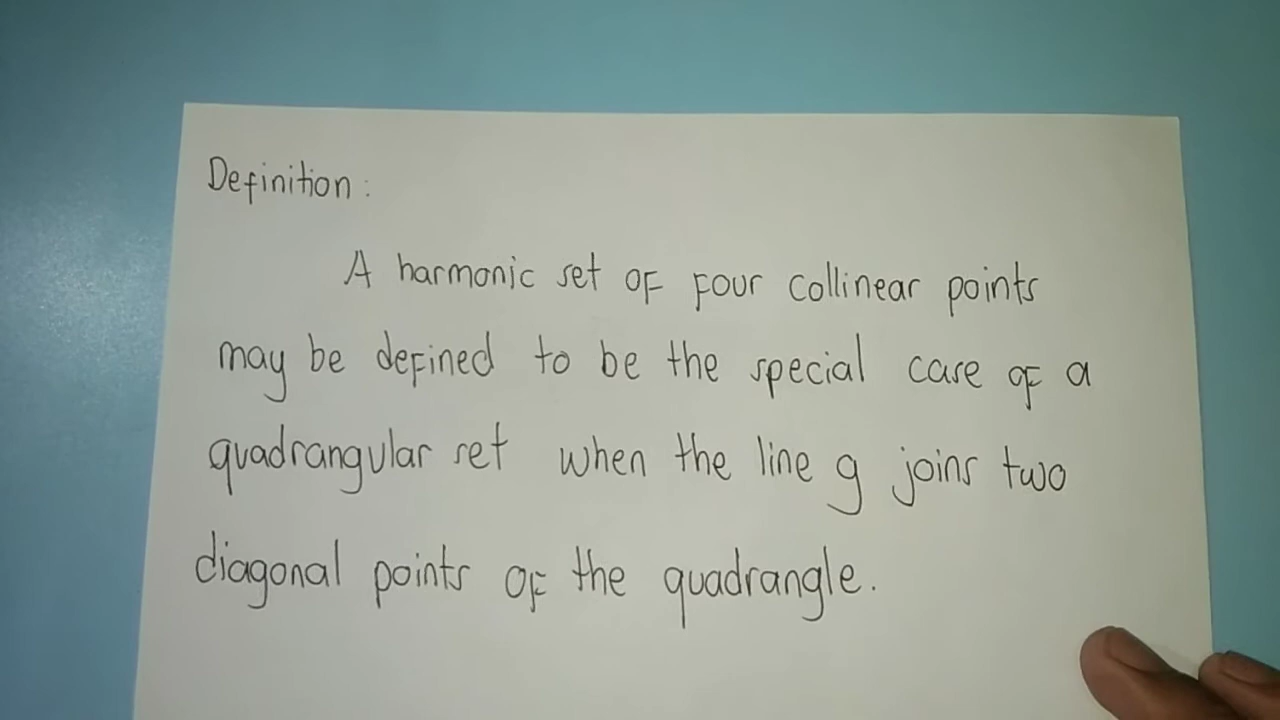 Definition:
A harmonic set of four collinear points
may be defined to be the special case of a
quadrangular set when the line g joins two
diagonal points of the quadrangle.